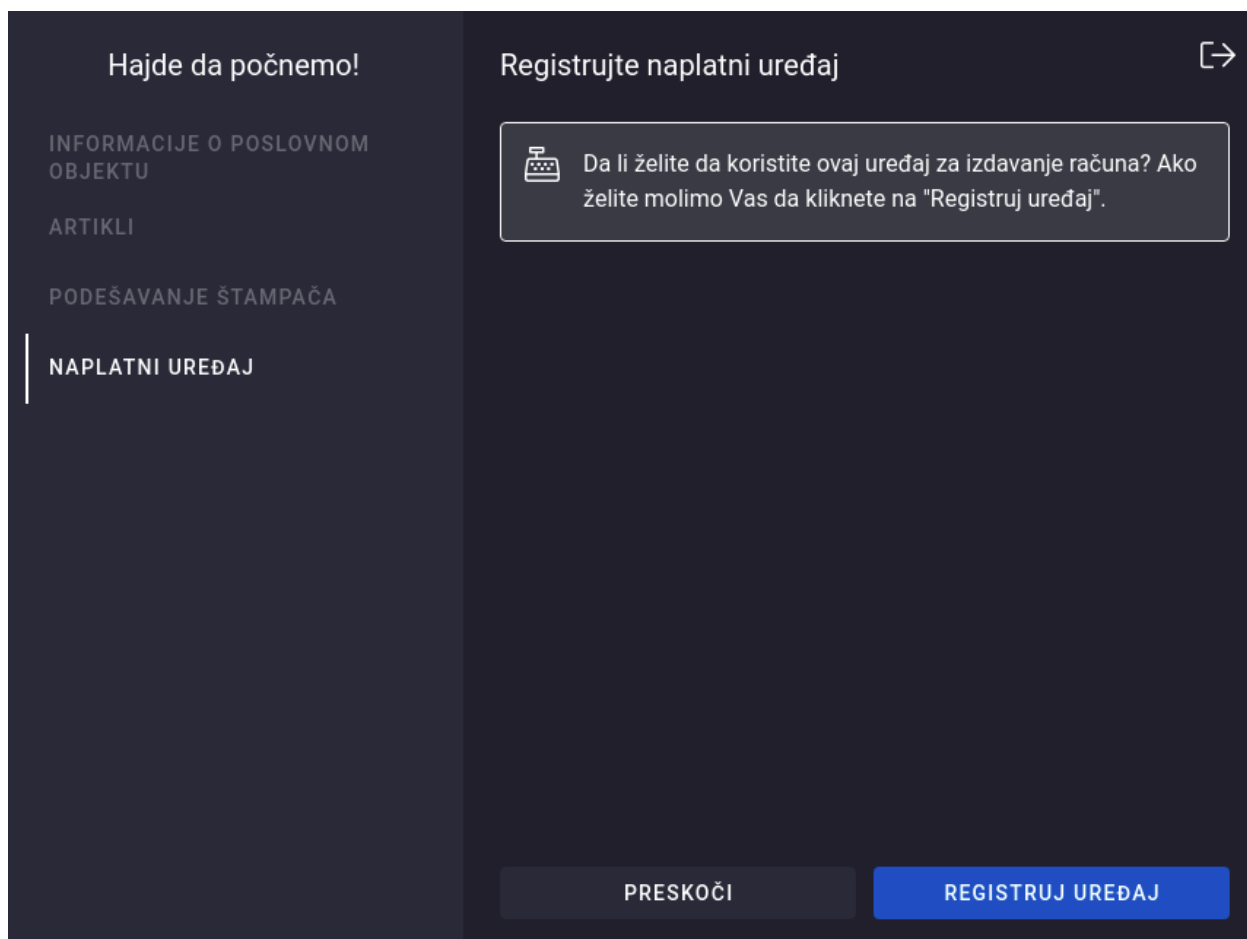 Hajde da počnemo!
INFORMACIJE O POSLOVNOM
OBJEKTU
ARTIKLI
PODEŠAVANJE ŠTAMPAČA
NAPLATNI UREĐAJ
Registrujte naplatni uređaj
Da li želite da koristite ovaj uređaj za izdavanje računa? Ako
želite molimo Vas da kliknete na "Registruj uređaj".
PRESKOČI
REGISTRUJ UREĐAJ